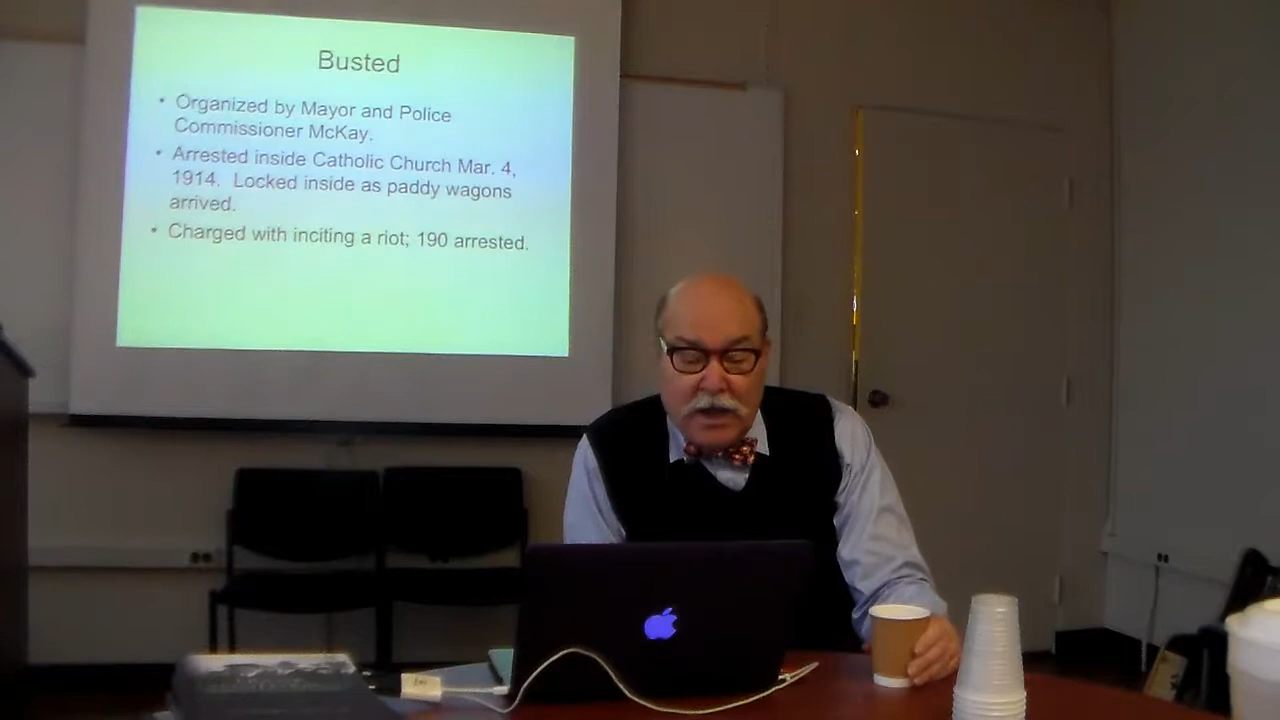 Busted
• Organized by Mayor and Police
Commissioner McKay.
• Arrested inside Catholic Church Mar. 4,
1914. Locked inside as paddy wagons
arrived.
• Charged with inciting a riot; 190 arrested.